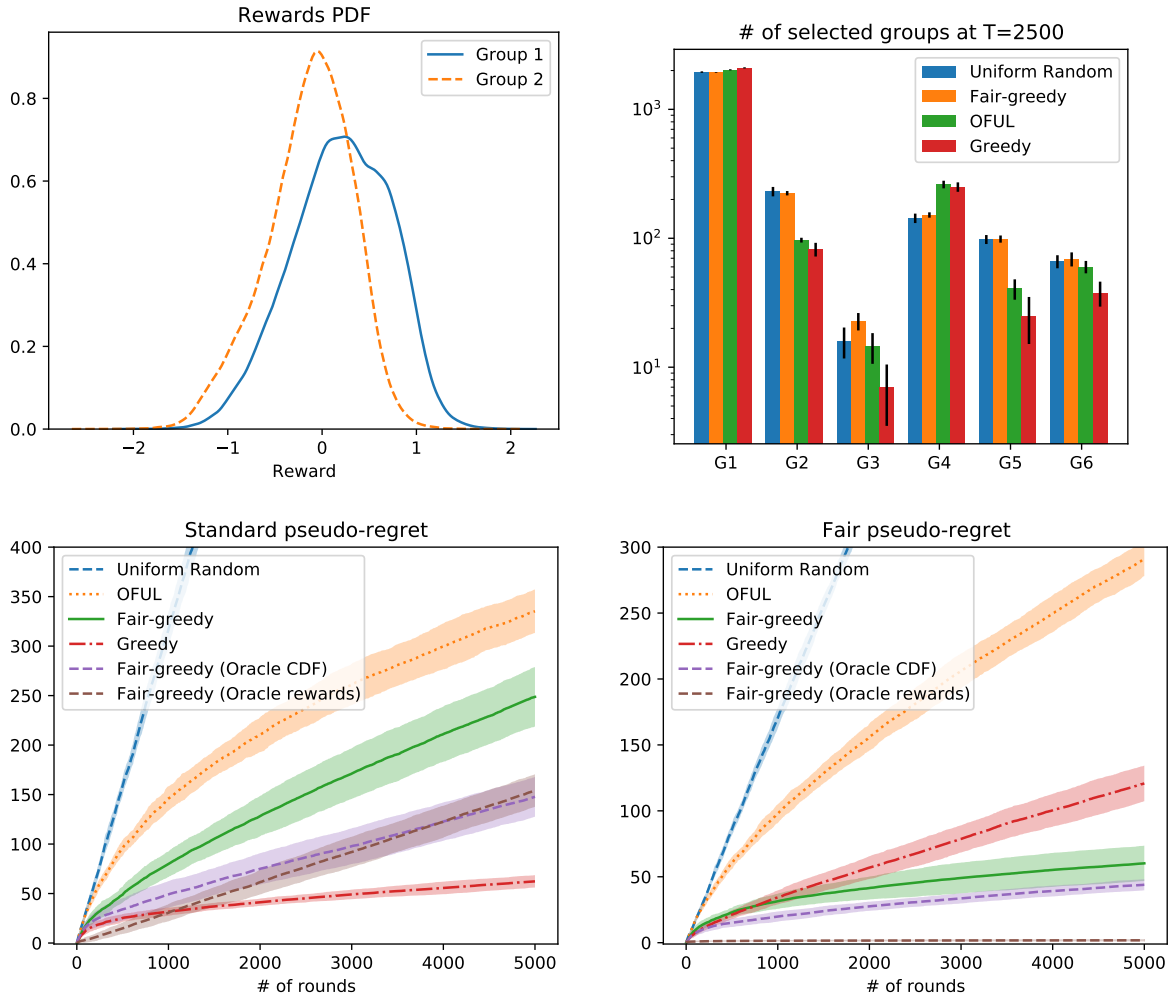 Rewards PDF
Group 1
Group 2
0.8
0.6
0.4
0.2
0.0
−2
−1
0
1
2
Reward
# of selected groups at T=2500
Uniform Random
Fair-greedy
OFUL
Greedy
10³
10²
10¹
G1
G2
G3
G4
G5
G6
Standard pseudo-regret
Uniform Random
OFUL
Fair-greedy
Greedy
Fair-greedy (Oracle CDF)
Fair-greedy (Oracle rewards)
400
350
300
250
200
150
100
50
0
0
1000
2000
3000
4000
5000
# of rounds
Fair pseudo-regret
Uniform Random
OFUL
Fair-greedy
Greedy
Fair-greedy (Oracle CDF)
Fair-greedy (Oracle rewards)
300
250
200
150
100
50
0
0
1000
2000
3000
4000
5000
# of rounds